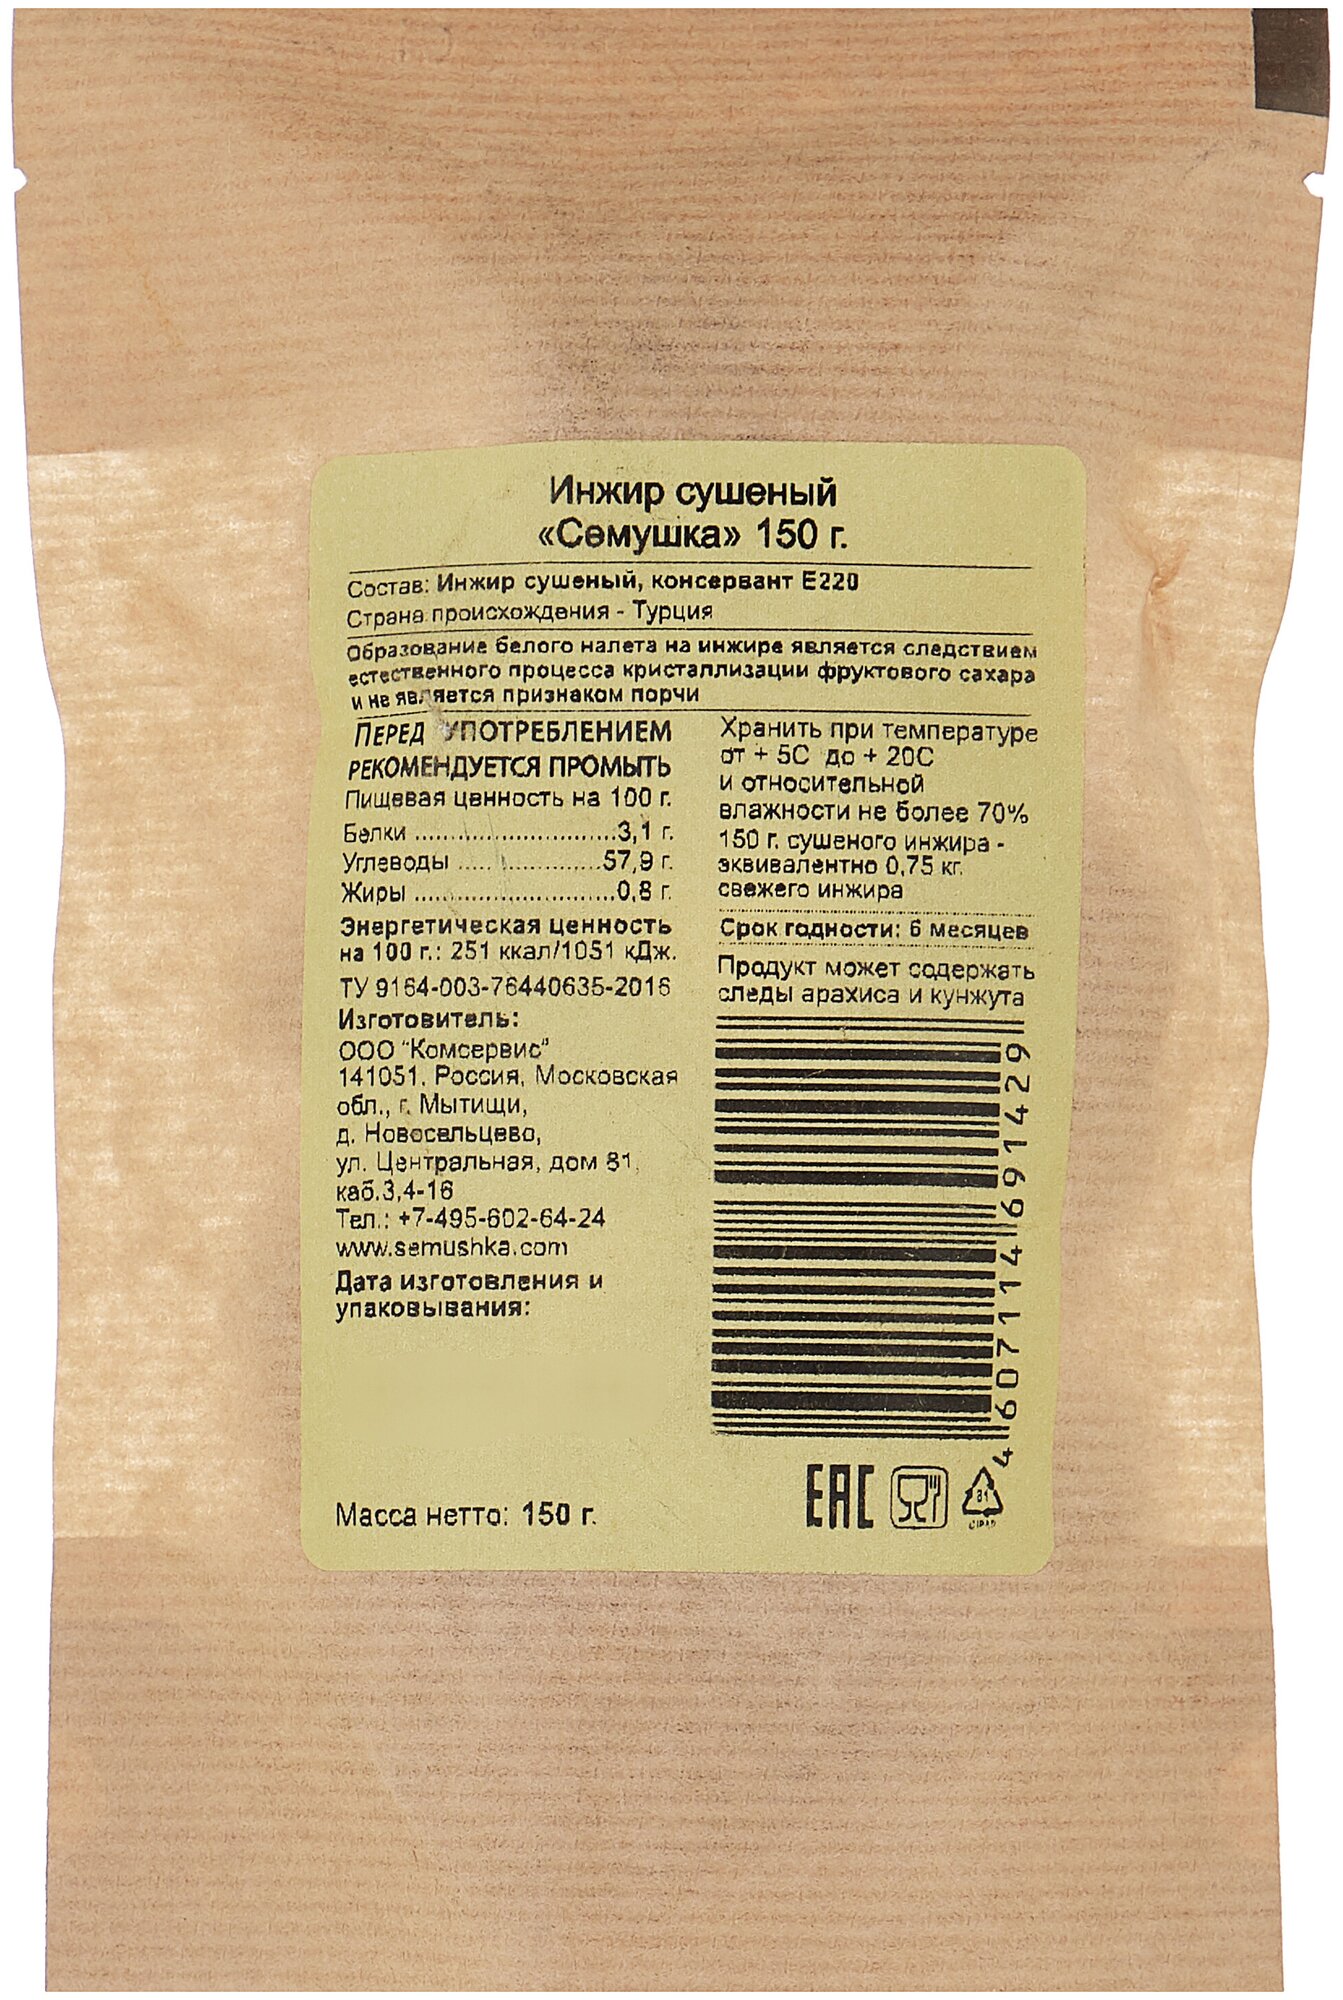 Инжир сушеный
«Семушка» 150 г.
Состав: Инжир сушеный, консервант Е220
Страна происхождения - Турция
Образование белого налета на инжире является следствием
естественного процесса кристаллизации фруктового сахара
и не является признаком порчи
ПЕРЕД УПОТРЕБЛЕНИЕМ
РЕКОМЕНДУЕТСЯ ПРОМЫТЬ
Пищевая ценность на 100 г.
Белки ............................3,1 г.
Углеводы ....................57,9 г.
Жиры ............................0,8 г.
Энергетическая ценность
на 100 г.: 251 ккал/1051 кДж.
ТУ 9164-003-76440635-2016
Изготовитель:
ООО "Комсервис"
141051, Россия, Московская
обл., г. Мытищи,
д. Новосельцево,
ул. Центральная, дом 81,
каб.3,4-16
Тел.: +7-495-602-64-24
www.semushka.com
Дата изготовления и
упаковывания:
Масса нетто: 150 г.
Хранить при температуре
от + 5С до + 20С
и относительной
влажности не более 70%
150 г. сушеного инжира -
эквивалентно 0,75 кг.
свежего инжира
Срок годности: 6 месяцев
Продукт может содержать
следы арахиса и кунжута
4 607114 691429
EAC
81
C/PAP